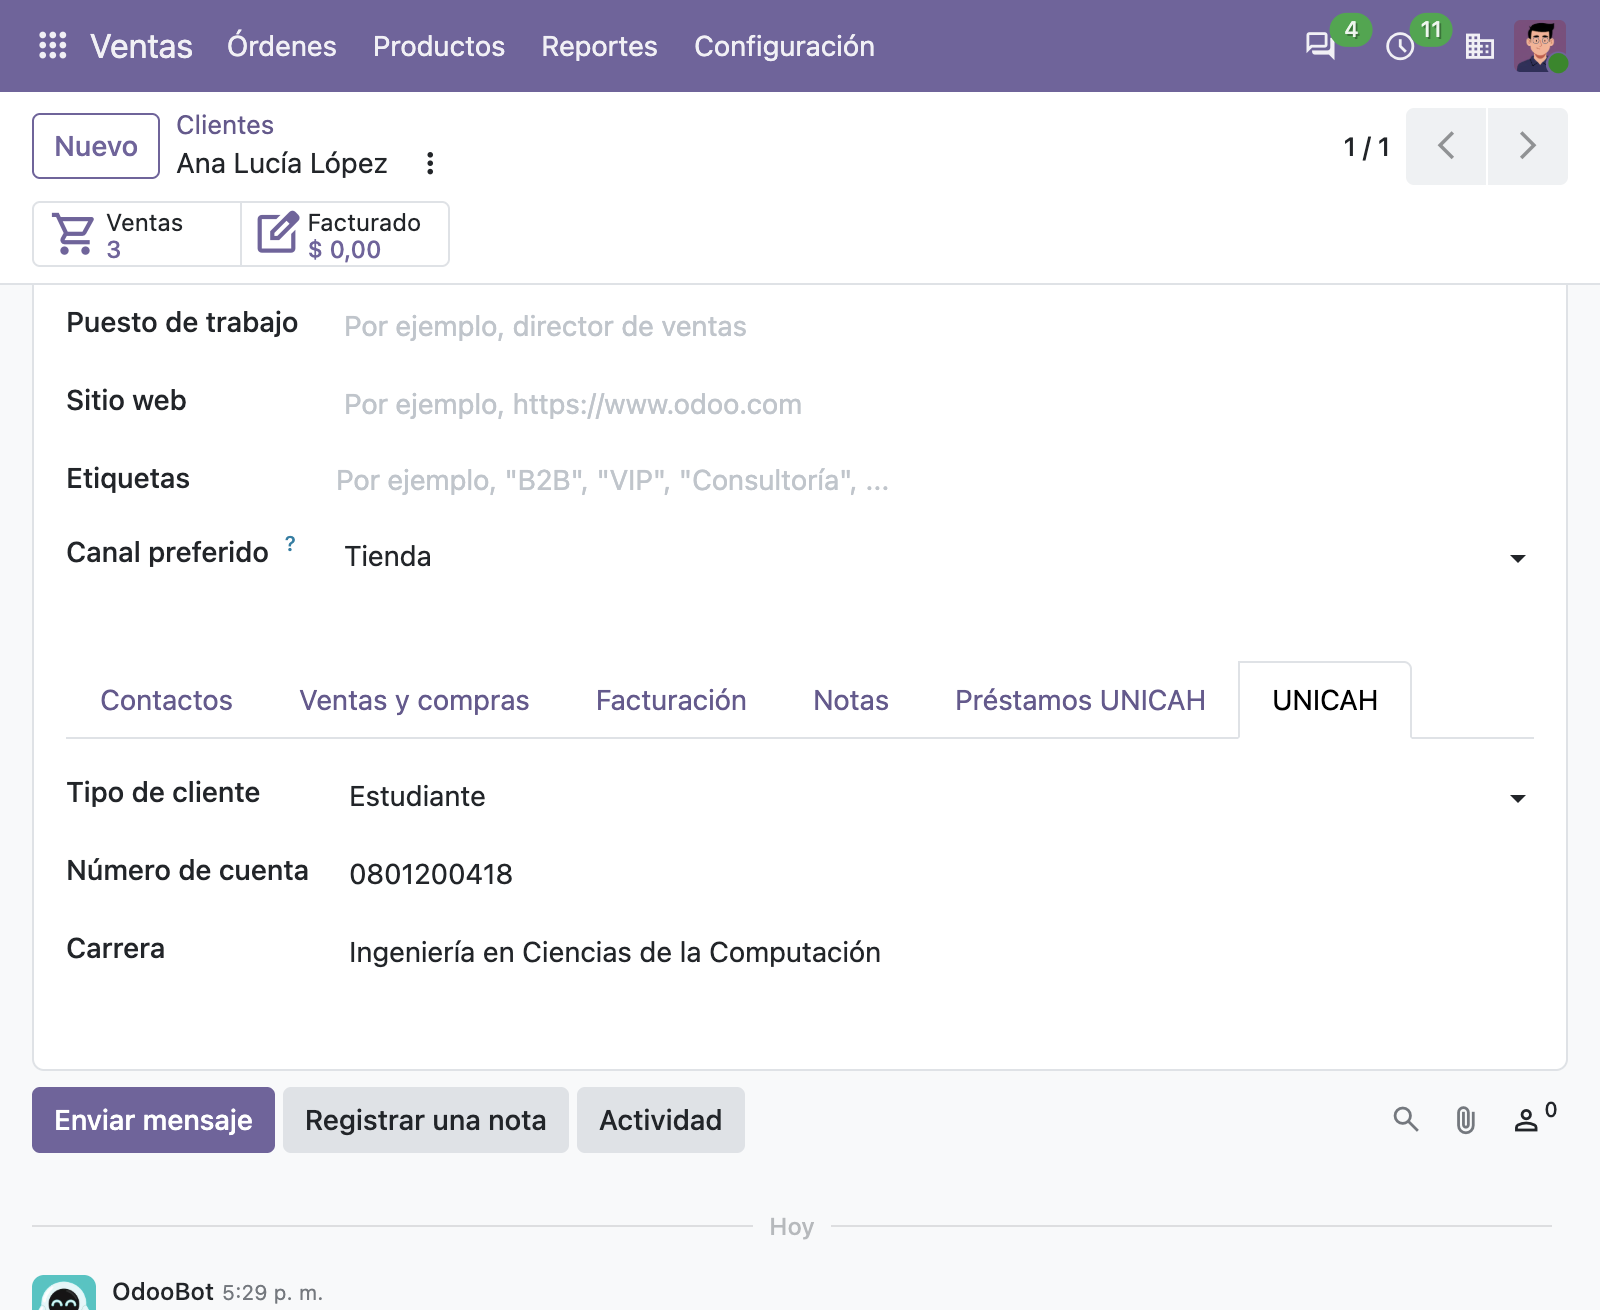 Ventas Órdenes Productos Reportes Configuración 4 11
Nuevo
Clientes
Ana Lucía López
1 / 1
Ventas
3
Facturado
$ 0,00
Puesto de trabajo Por ejemplo, director de ventas
Sitio web Por ejemplo, https://www.odoo.com
Etiquetas Por ejemplo, "B2B", "VIP", "Consultoría", ...
Canal preferido ? Tienda
Contactos Ventas y compras Facturación Notas Préstamos UNICAH UNICAH
Tipo de cliente Estudiante
Número de cuenta 0801200418
Carrera Ingeniería en Ciencias de la Computación
Enviar mensaje Registrar una nota Actividad 0
Hoy
OdooBot 5:29 p. m.